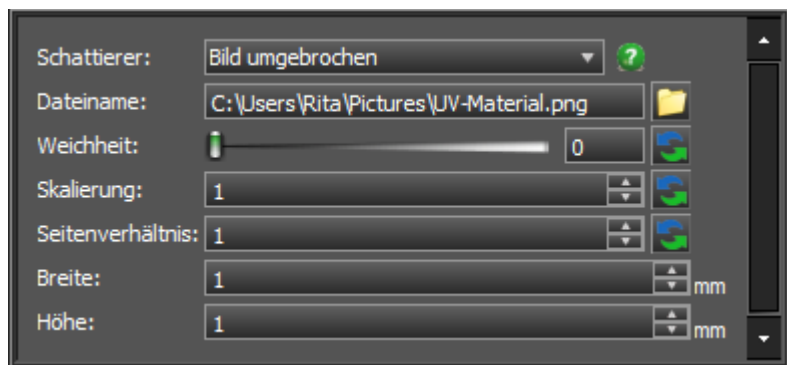 Schattierer: Bild umgebrochen ?
Dateiname: C:\Users\Rita\Pictures\UV-Material.png
Weichheit: 0
Skalierung: 1
Seitenverhältnis: 1
Breite: 1 mm
Höhe: 1 mm